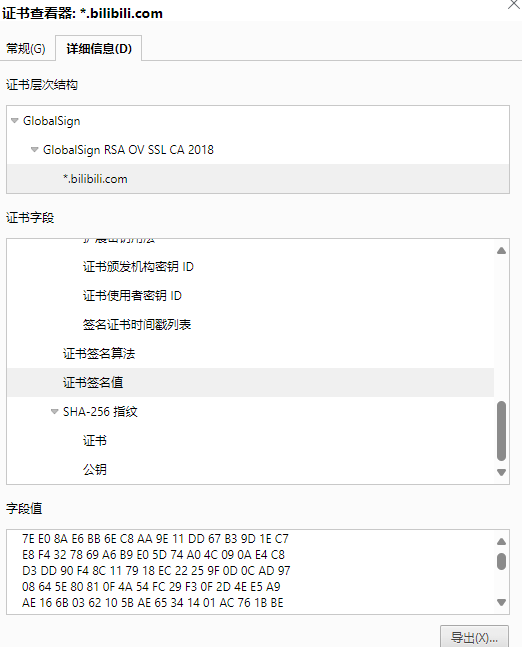 证书查看器: *.bilibili.com
常规(G) 详细信息(D)
证书层次结构
GlobalSign
GlobalSign RSA OV SSL CA 2018
*.bilibili.com
证书字段
扩展密钥用法
证书颁发机构密钥 ID
证书使用者密钥 ID
签名证书时间戳列表
证书签名算法
证书签名值
SHA-256 指纹
证书
公钥
字段值
7E E0 8A E6 BB 6E C8 AA 9E 11 DD 67 B3 9D 1E C7
E8 F4 32 78 69 A6 B9 E0 5D 74 A0 4C 09 0A E4 C8
D3 DD 90 F4 8C 11 79 18 EC 22 25 9F 0D 0C AD 97
08 64 5E 80 81 0F 4A 54 FC 29 F3 0F 2D 4E E5 A9
AE 16 6B 03 62 10 5B AE 65 34 14 01 AC 76 1B BE
导出(X)...